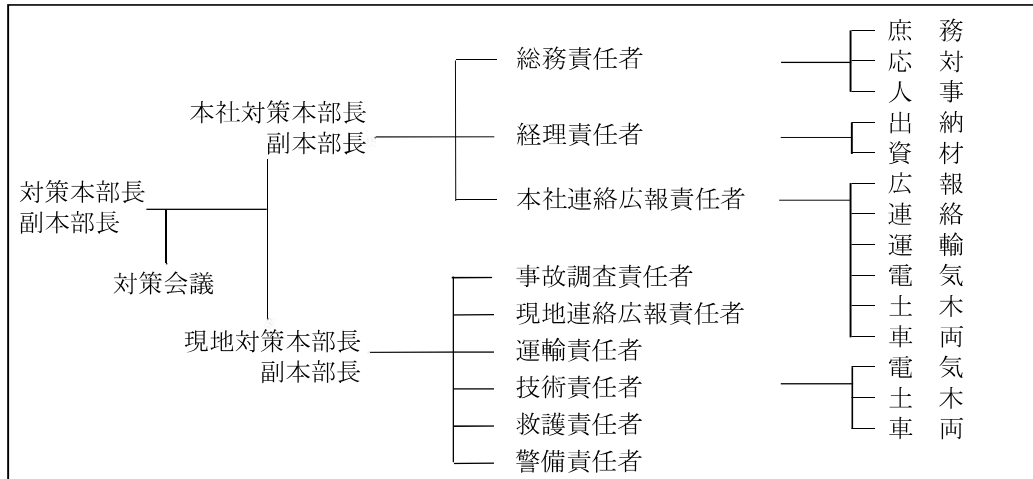 対策本部長
副本部長
対策会議
本社対策本部長
副本部長
総務責任者
庶 務
応 対
人 事
経理責任者
出 納
資 材
本社連絡広報責任者
広 報
連 絡
運 輸
電 気
土 木
車 両
現地対策本部長
副本部長
事故調査責任者
現地連絡広報責任者
運輸責任者
技術責任者
電 気
土 木
車 両
救護責任者
警備責任者